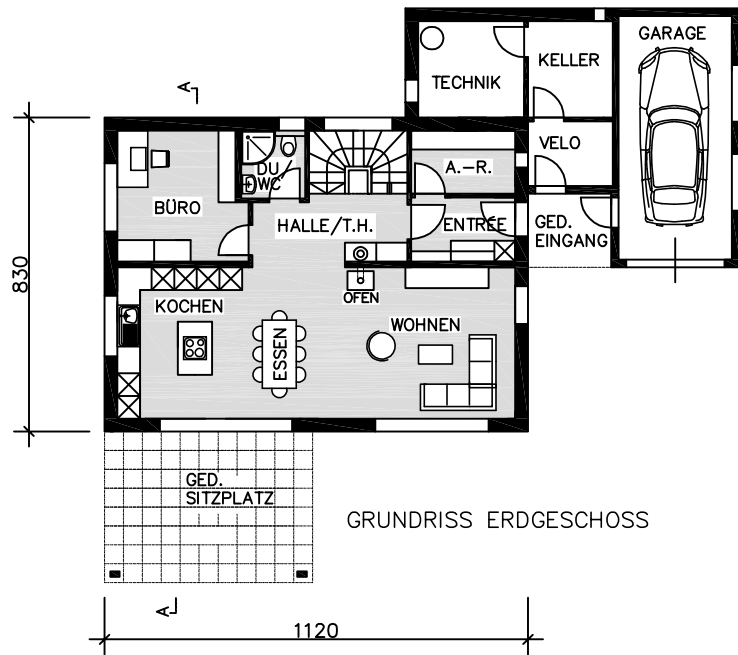 GARAGE
KELLER
TECHNIK
A
VELO
DU
WC
A.-R.
BÜRO
HALLE/T.H.
ENTRÉE
GED.
EINGANG
830
OFEN
KOCHEN
WOHNEN
ESSEN
GED.
SITZPLATZ
GRUNDRISS ERDGESCHOSS
A
1120